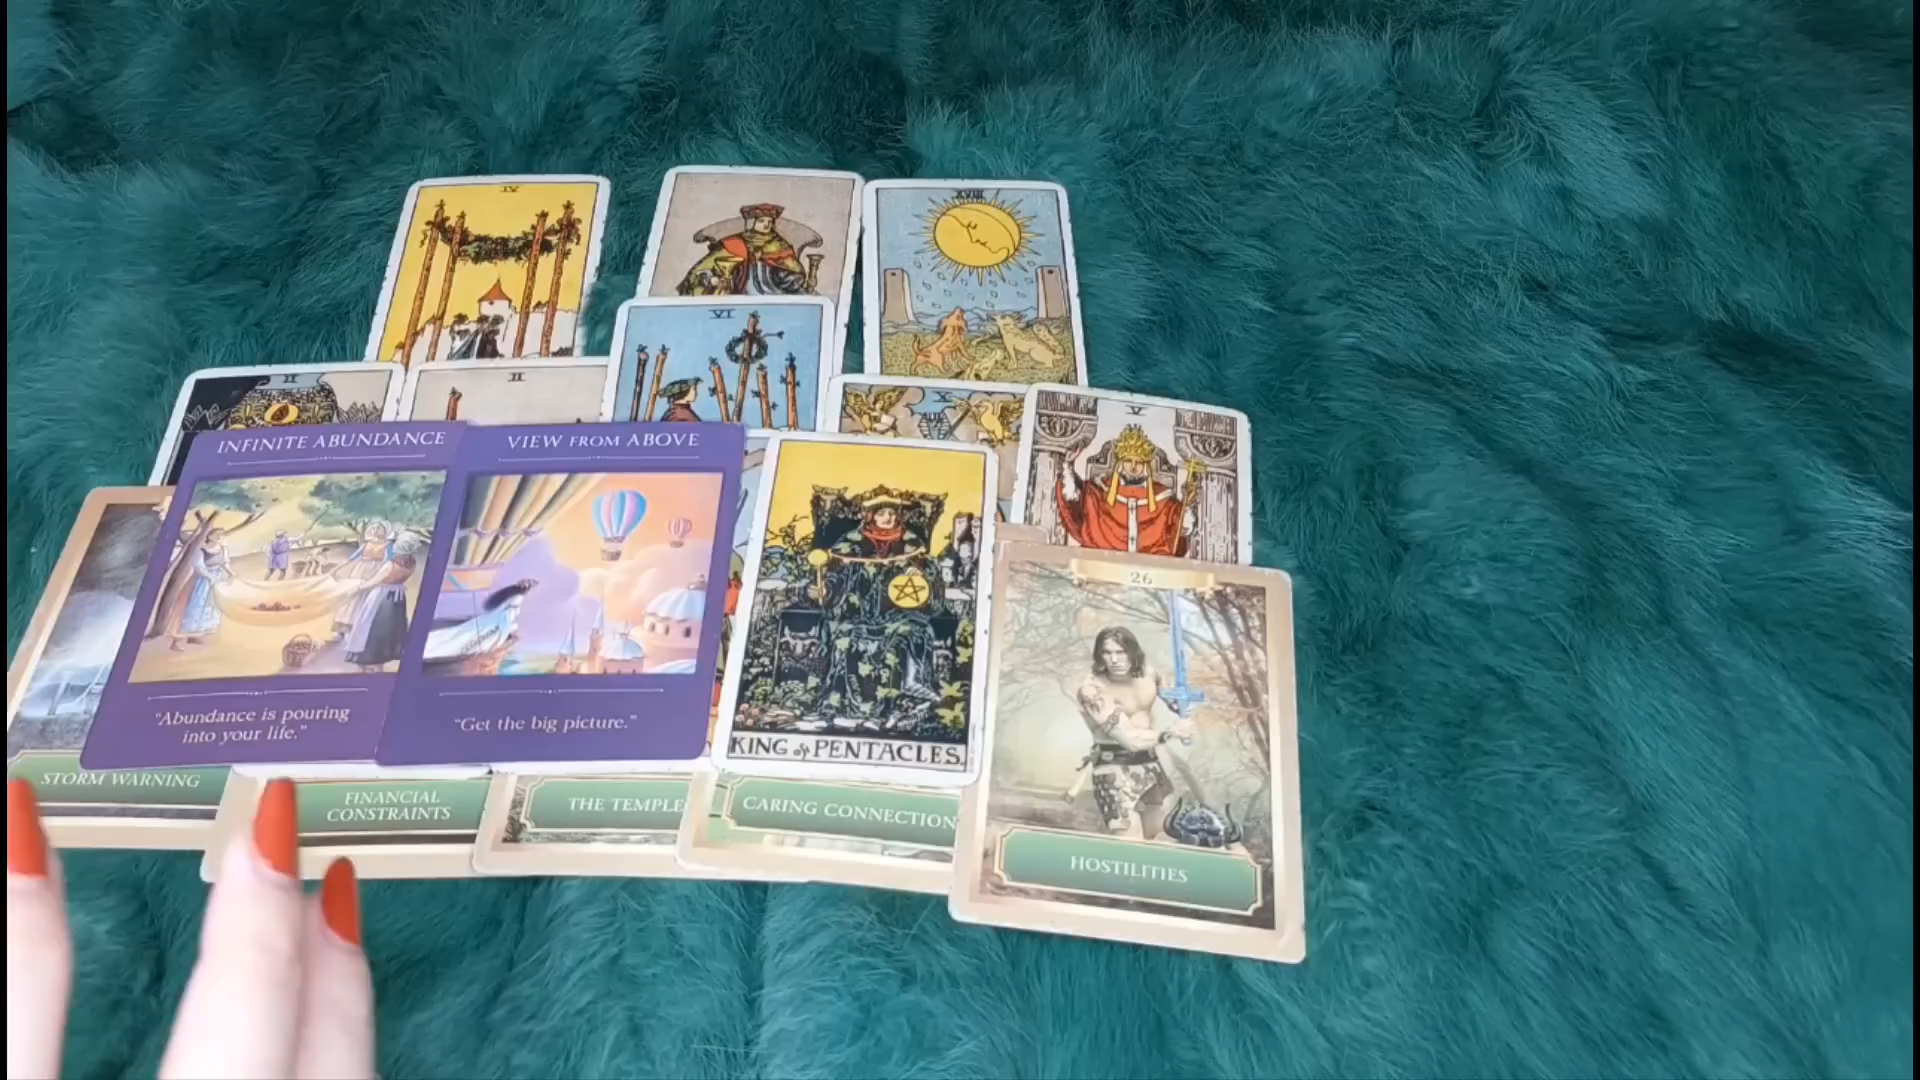 IV
XVIII
VI
II
II
X
V
INFINITE ABUNDANCE
VIEW FROM ABOVE
26
"Abundance is pouring
into your life."
"Get the big picture."
KING of PENTACLES.
STORM WARNING
FINANCIAL
CONSTRAINTS
THE TEMPLE
CARING CONNECTION
HOSTILITIES